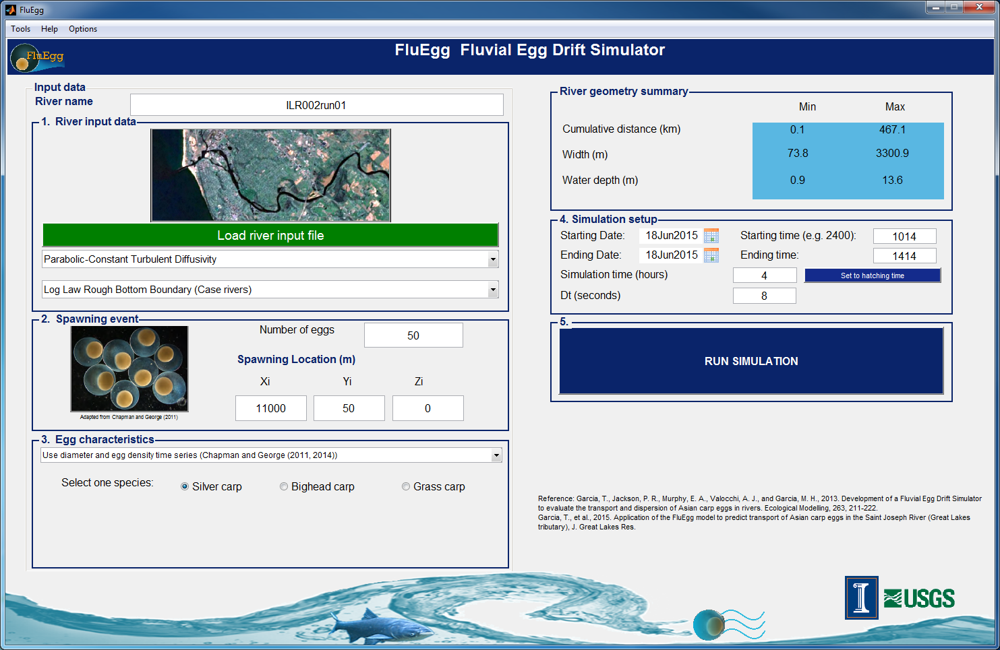 FluEgg
Tools Help Options
FluEgg
FluEgg Fluvial Egg Drift Simulator
Input data
River name
ILR002run01
1. River input data
Load river input file
Parabolic-Constant Turbulent Diffusivity
Log Law Rough Bottom Boundary (Case rivers)
2. Spawning event
Number of eggs
50
Spawning Location (m)
Xi Yi Zi
11000 50 0
Adapted from Chapman and George (2011)
3. Egg characteristics
Use diameter and egg density time series (Chapman and George (2011, 2014))
Select one species: Silver carp Bighead carp Grass carp
River geometry summary
Min Max
Cumulative distance (km) 0.1 467.1
Width (m) 73.8 3300.9
Water depth (m) 0.9 13.6
4. Simulation setup
Starting Date: 18Jun2015 Starting time (e.g. 2400): 1014
Ending Date: 18Jun2015 Ending time: 1414
Simulation time (hours) 4 Set to hatching time
Dt (seconds) 8
5.
RUN SIMULATION
Reference: Garcia, T., Jackson, P. R., Murphy, E. A., Valocchi, A. J., and Garcia, M. H., 2013. Development of a Fluvial Egg Drift Simulator
to evaluate the transport and dispersion of Asian carp eggs in rivers. Ecological Modelling, 263, 211-222.
Garcia, T., et al., 2015. Application of the FluEgg model to predict transport of Asian carp eggs in the Saint Joseph River (Great Lakes
tributary), J. Great Lakes Res.
I USGS